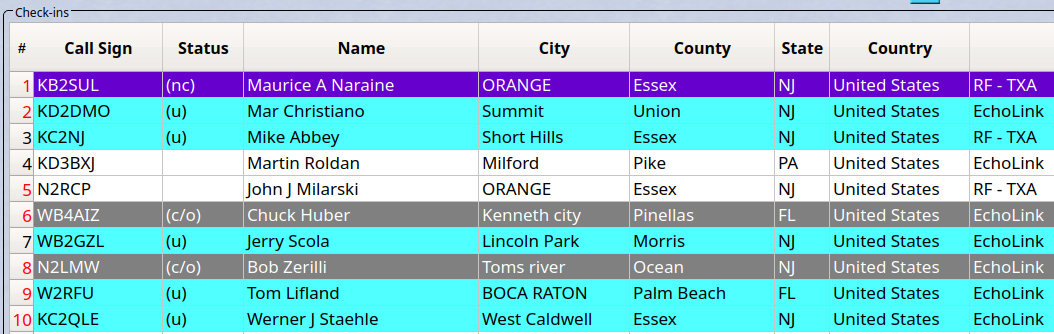 Check-ins
# Call Sign Status Name City County State Country
1 KB2SUL (nc) Maurice A Naraine ORANGE Essex NJ United States RF - TXA
2 KD2DMO (u) Mar Christiano Summit Union NJ United States EchoLink
3 KC2NJ (u) Mike Abbey Short Hills Essex NJ United States RF - TXA
4 KD3BXJ Martin Roldan Milford Pike PA United States EchoLink
5 N2RCP John J Milarski ORANGE Essex NJ United States RF - TXA
6 WB4AIZ (c/o) Chuck Huber Kenneth city Pinellas FL United States EchoLink
7 WB2GZL (u) Jerry Scola Lincoln Park Morris NJ United States EchoLink
8 N2LMW (c/o) Bob Zerilli Toms river Ocean NJ United States EchoLink
9 W2RFU (u) Tom Lifland BOCA RATON Palm Beach FL United States EchoLink
10 KC2QLE (u) Werner J Staehle West Caldwell Essex NJ United States EchoLink